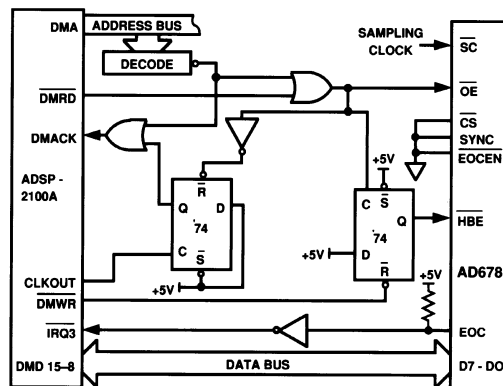 DMA
ADDRESS BUS
DECODE
SAMPLING
CLOCK
SC
DMRD
OE
DMACK
CS
SYNC
EOCEN
ADSP -
2100A
+5V
R
Q
D
'74
C
S
+5V
C
S
Q
'74
D
R
+5V
HBE
AD678
+5V
CLKOUT
DMWR
IRQ3
EOC
DMD 15–8
DATA BUS
D7 - DO